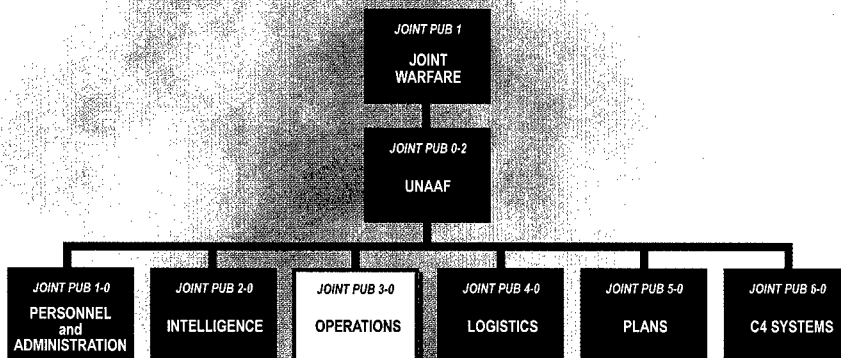 JOINT PUB 1
JOINT
WARFARE
JOINT PUB 0-2
UNAAF
JOINT PUB 1-0
PERSONNEL
and
ADMINISTRATION
JOINT PUB 2-0
INTELLIGENCE
JOINT PUB 3-0
OPERATIONS
JOINT PUB 4-0
LOGISTICS
JOINT PUB 5-0
PLANS
JOINT PUB 6-0
C4 SYSTEMS